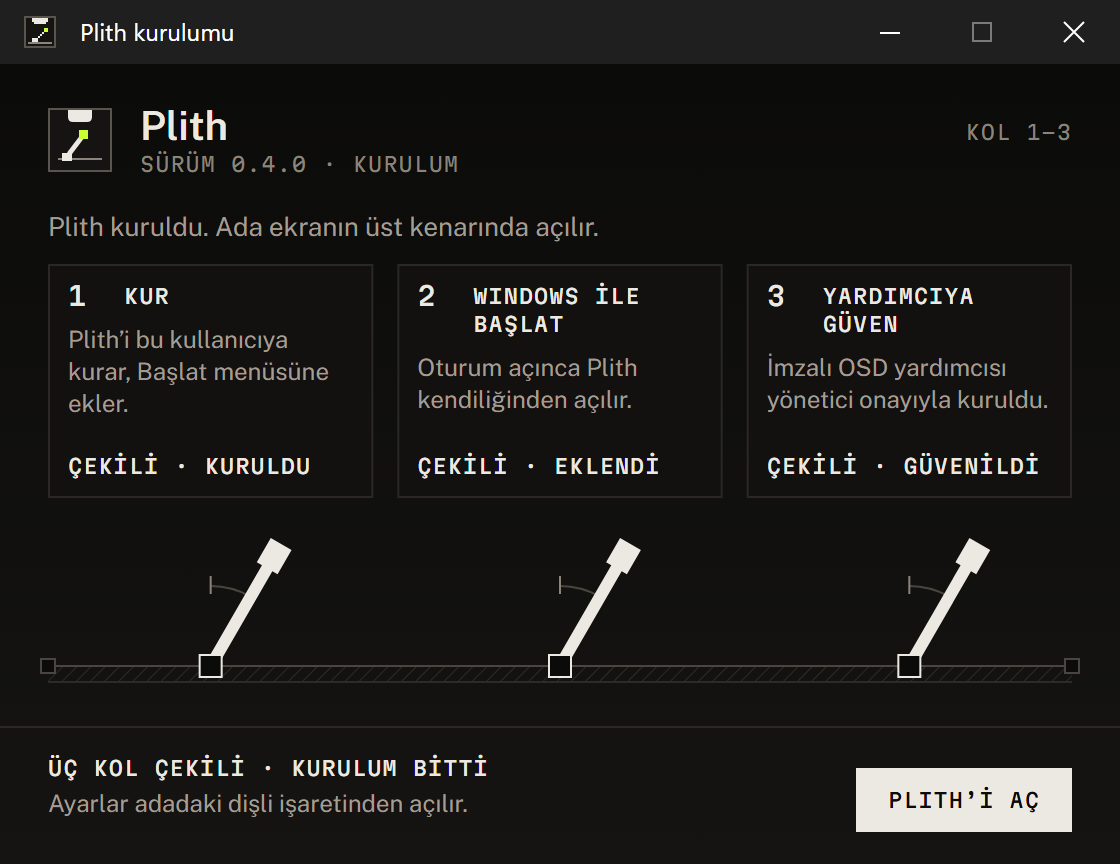 Plith kurulumu
Plith
SÜRÜM 0.4.0 · KURULUM
KOL 1–3
Plith kuruldu. Ada ekranın üst kenarında açılır.
1 KUR
Plith’i bu kullanıcıya
kurar, Başlat menüsüne
ekler.
ÇEKİLİ · KURULDU
2 WINDOWS İLE
BAŞLAT
Oturum açınca Plith
kendiliğinden açılır.
ÇEKİLİ · EKLENDİ
3 YARDIMCIYA
GÜVEN
İmzalı OSD yardımcısı
yönetici onayıyla kuruldu.
ÇEKİLİ · GÜVENİLDİ
ÜÇ KOL ÇEKİLİ · KURULUM BİTTİ
Ayarlar adadaki dişli işaretinden açılır.
PLITH’İ AÇ